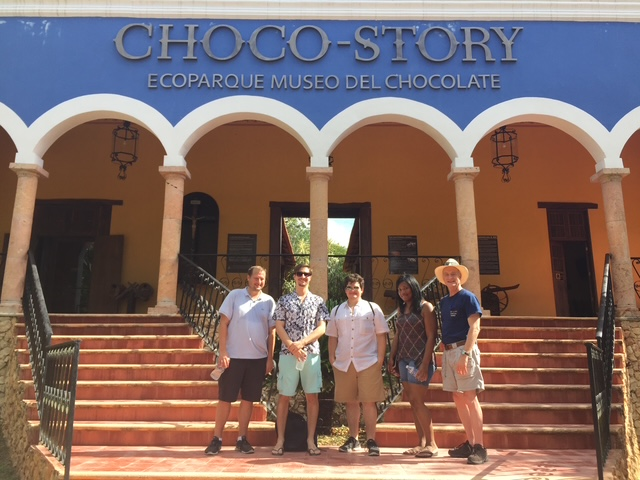 CHOCO-STORY
ECOPARQUE MUSEO DEL CHOCOLATE